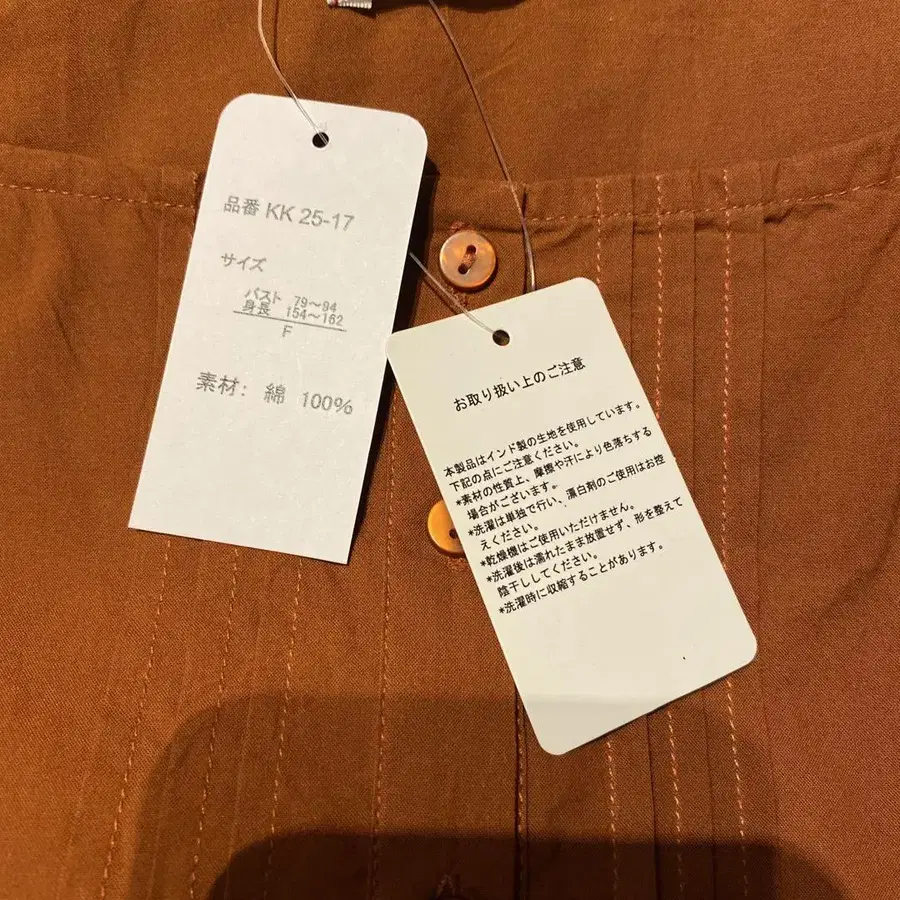 品番 KK 25-17
サイズ
バスト 79～94
身長 154～162
F
素材: 綿 100%
お取り扱い上のご注意
本製品はインド製の生地を使用しています。
下記の点にご注意ください。
*素材の性質上、摩擦や汗により色落ちする
場合がございます。
*洗濯は単独で行い、漂白剤のご使用はお控
えください。
*乾燥機はご使用いただけません。
*洗濯後は濡れたまま放置せず、形を整えて
陰干ししてください。
*洗濯時に収縮することがあります。